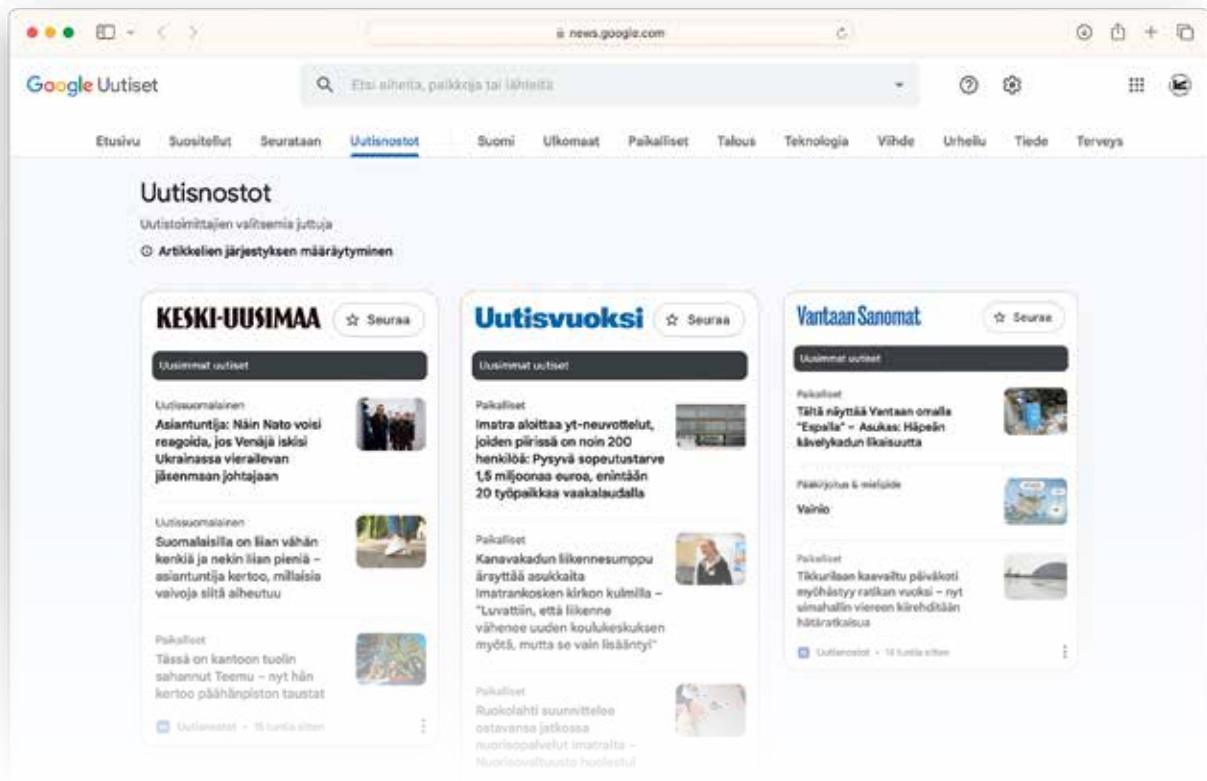 news.google.com
Google Uutiset
Etsi aiheita, paikkoja tai lähteitä
Etusivu Suositellut Seurataan Uutisnostot Suomi Ulkomaat Paikalliset Talous Teknologia Viihde Urheilu Tiede Terveys
Uutisnostot
Uutistoimittajien valitsemia juttuja
Artikkelien järjestyksen määräytyminen
KESKI-UUSIMAA
Seuraa
Uusimmat uutiset
Uutissuomalainen
Asiantuntija: Näin Nato voisi
reagoida, jos Venäjä iskisi
Ukrainassa vierailevan
jäsenmaan johtajaan
Uutissuomalainen
Suomalaisilla on liian vähän
kenkiä ja nekin liian pieniä –
asiantuntija kertoo, millaisia
vaivoja siitä aiheutuu
Paikalliset
Tässä on kantoon tuolin
sahannut Teemu – nyt hän
kertoo päähänpiston taustat
Uutisnostot • 15 tuntia sitten
Uutisvuoksi
Seuraa
Uusimmat uutiset
Paikalliset
Imatra aloittaa yt-neuvottelut,
joiden piirissä on noin 200
henkilöä: Pysyvä sopeutustarve
1,5 miljoonaa euroa, enintään
20 työpaikkaa vaakalaudalla
Paikalliset
Kanavakadun liikennesumppu
ärsyttää asukkaita
Imatrankosken kirkon kulmilla –
"Luvattiin, että liikenne
vähenee uuden koulukeskuksen
myötä, mutta se vain lisääntyi"
Paikalliset
Ruokolahti suunnittelee
ostavansa jatkossa
nuorisopalvelut Imatralta –
Nuorisovaltuusto huolestui
Vantaan Sanomat
Seuraa
Uusimmat uutiset
Paikalliset
Tältä näyttää Vantaan omalla
"Espalla" – Asukas: Häpeän
kävelykadun likaisuutta
Pääkirjoitus & mielipide
Vainio
Paikalliset
Tikkurilaan kaavailtu päiväkoti
myöhästyy ratikan vuoksi – nyt
uimahallin viereen kiirehditään
hätäratkaisua
Uutisnostot • 18 tuntia sitten